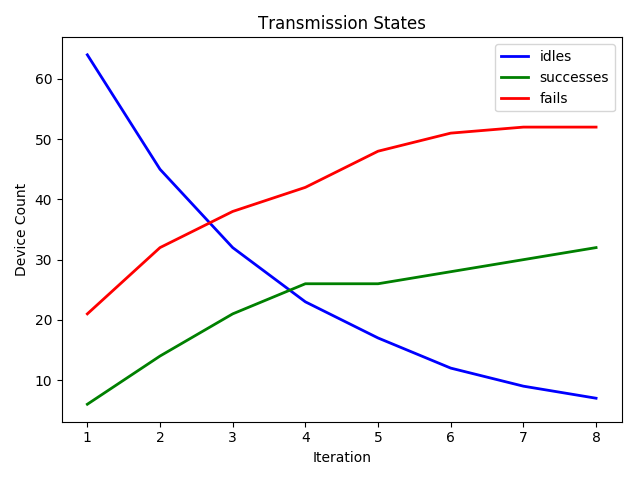 Transmission States
idles
successes
fails
Device Count
60
50
40
30
20
10
1 2 3 4 5 6 7 8
Iteration